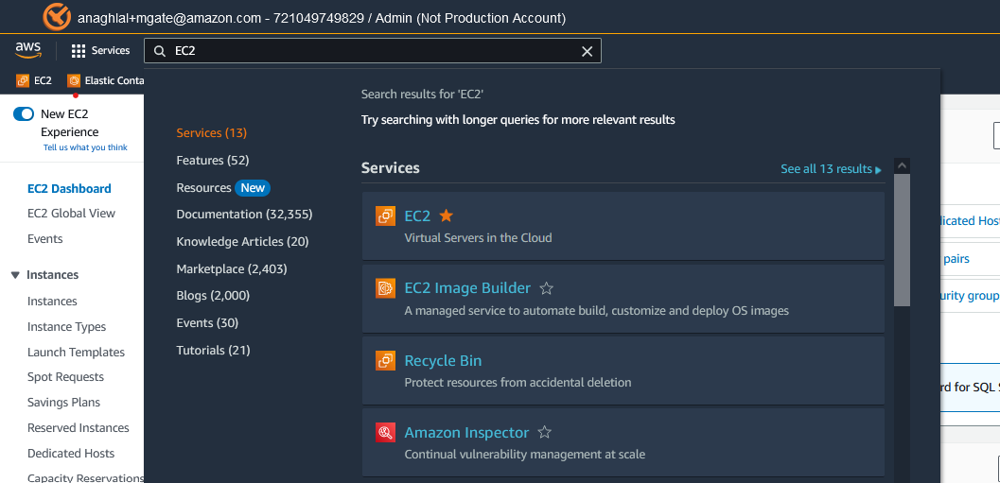 anaghlal+mgate@amazon.com - 721049749829 / Admin (Not Production Account)
aws
Services
EC2
EC2
Elastic Conta
New EC2
Experience
Tell us what you think
EC2 Dashboard
EC2 Global View
Events
Instances
Instances
Instance Types
Launch Templates
Spot Requests
Savings Plans
Reserved Instances
Dedicated Hosts
Capacity Reservations
Services (13)
Features (52)
Resources New
Documentation (32,355)
Knowledge Articles (20)
Marketplace (2,403)
Blogs (2,000)
Events (30)
Tutorials (21)
Search results for 'EC2'
Try searching with longer queries for more relevant results
Services
See all 13 results
EC2
Virtual Servers in the Cloud
EC2 Image Builder
A managed service to automate build, customize and deploy OS images
Recycle Bin
Protect resources from accidental deletion
Amazon Inspector
Continual vulnerability management at scale
licated Host
pairs
urity group
rd for SQL S